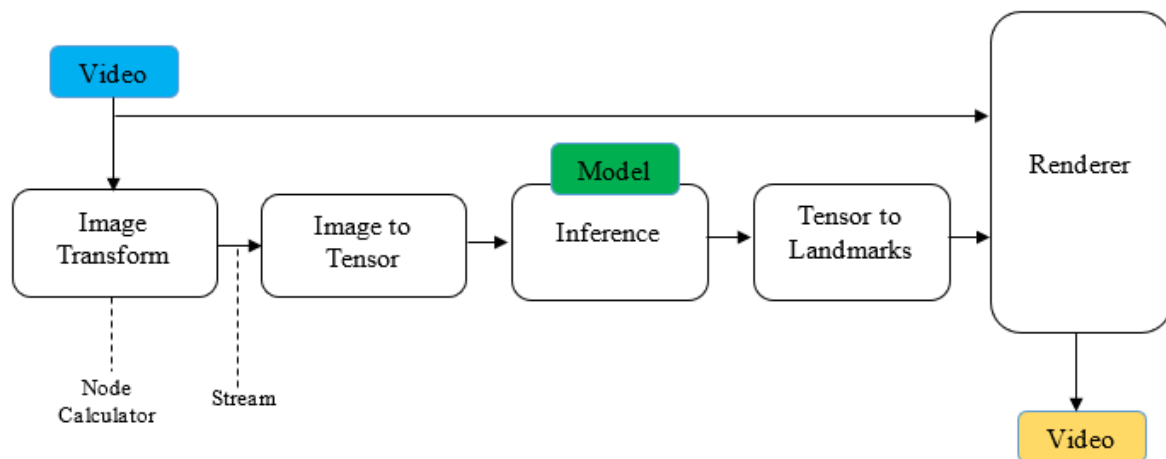 Video
Renderer
Model
Image
Transform
Image to
Tensor
Inference
Tensor to
Landmarks
Node
Calculator
Stream
Video